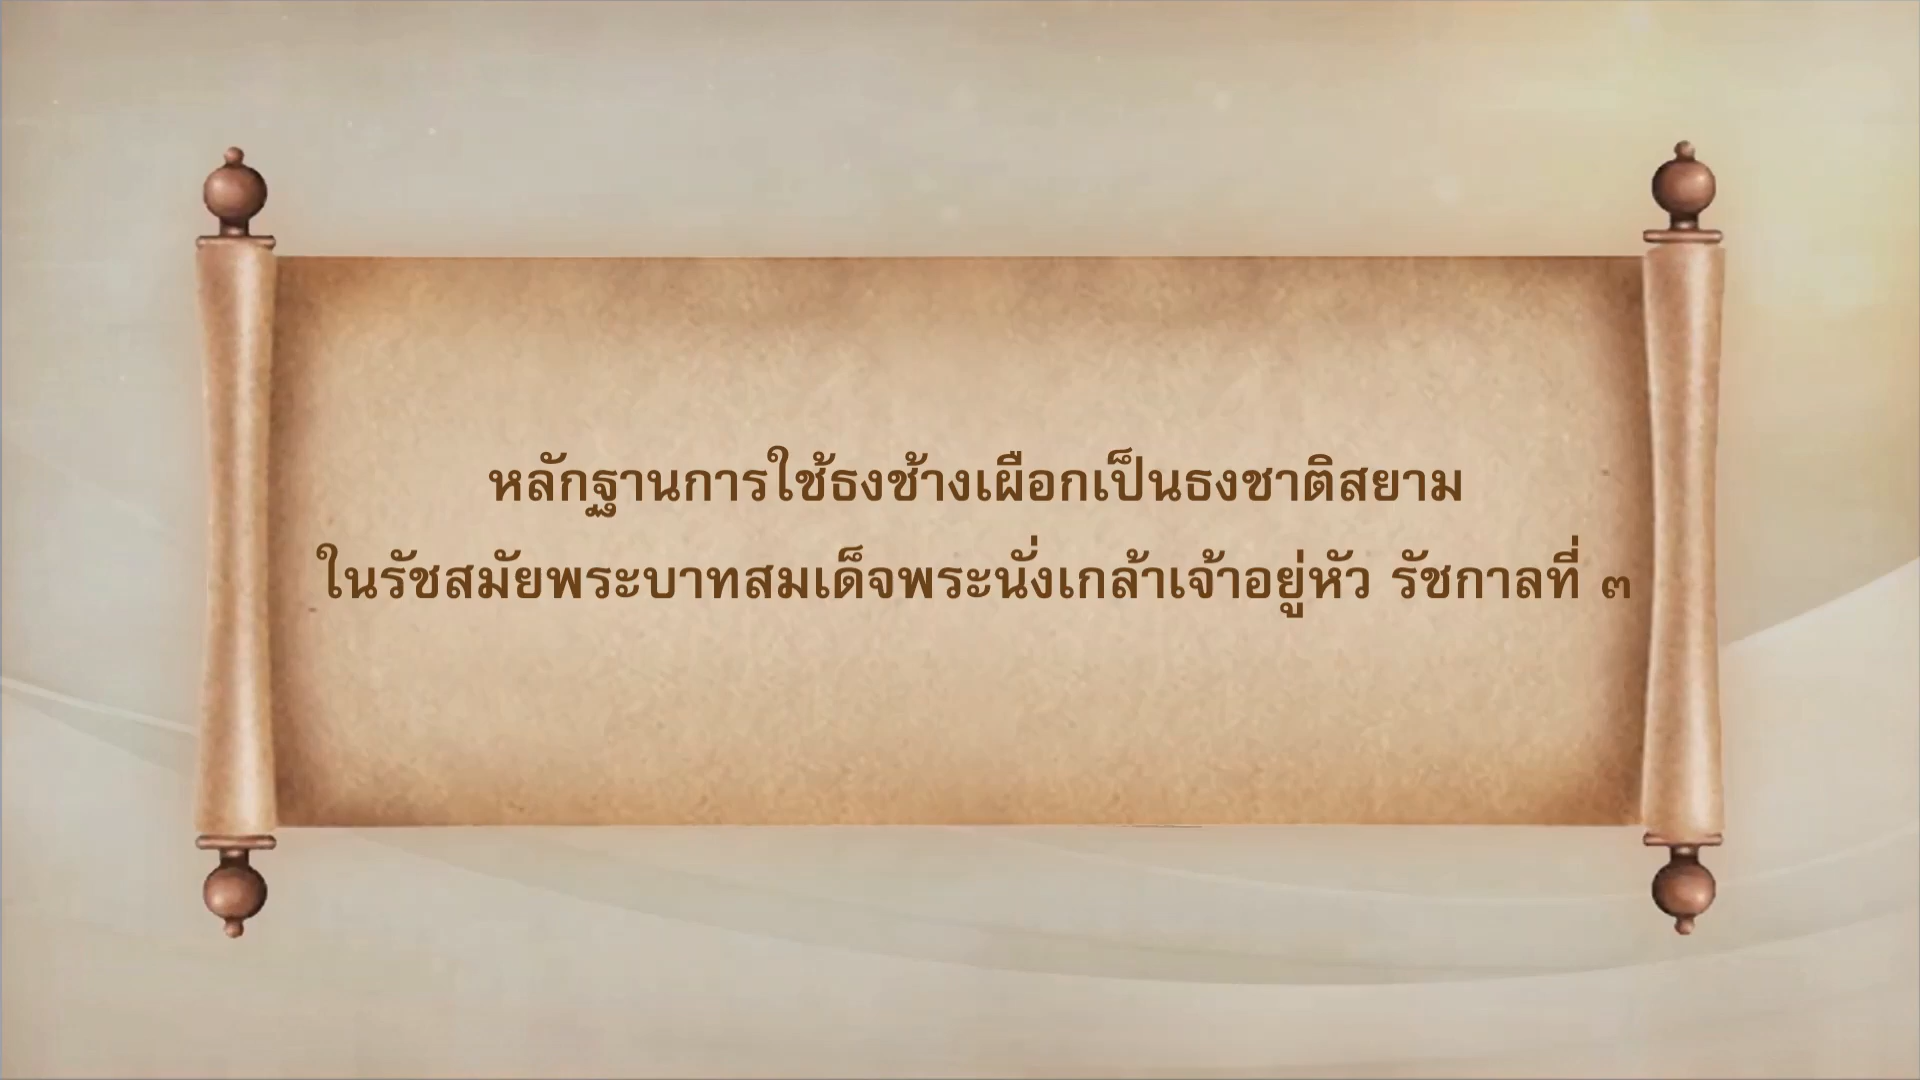 หลักฐานการใช้ธงช้างเผือกเป็นธงชาติสยาม
ในรัชสมัยพระบาทสมเด็จพระนั่งเกล้าเจ้าอยู่หัว รัชกาลที่ ๓